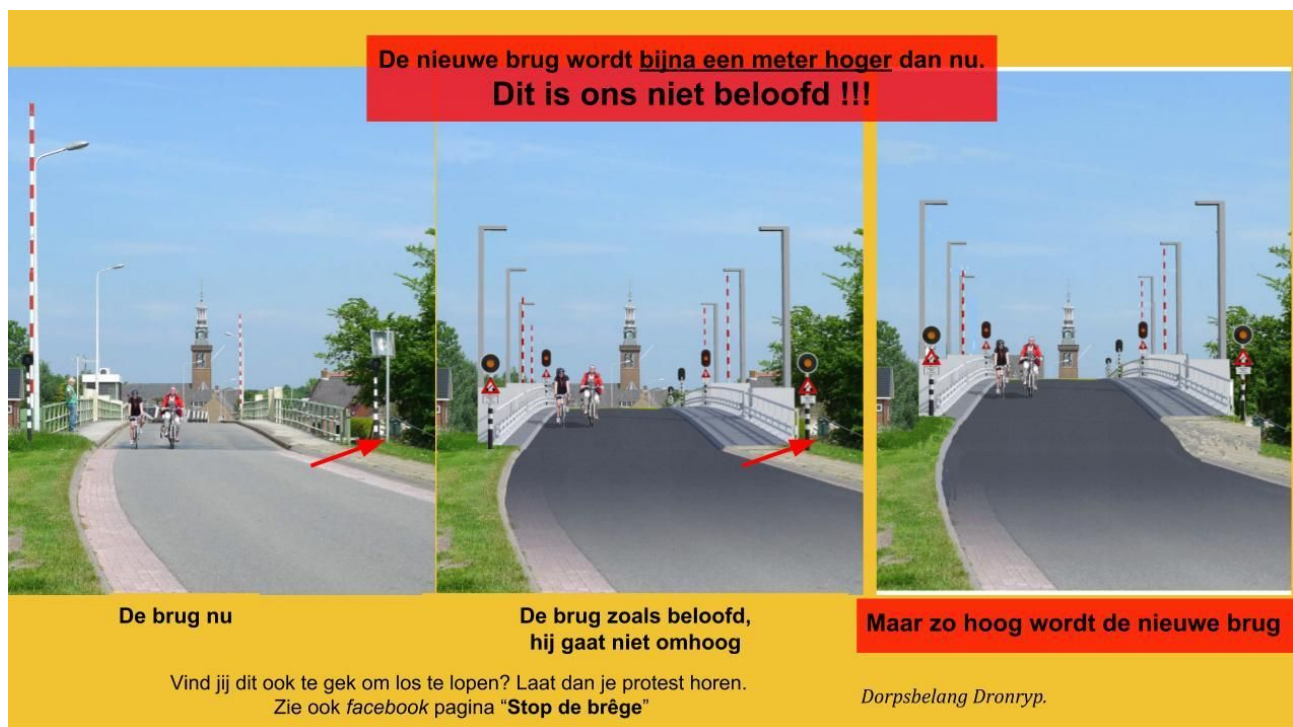 De nieuwe brug wordt bijna een meter hoger dan nu.
Dit is ons niet beloofd !!!
De brug nu
De brug zoals beloofd,
hij gaat niet omhoog
Maar zo hoog wordt de nieuwe brug
Vind jij dit ook te gek om los te lopen? Laat dan je protest horen.
Zie ook facebook pagina “Stop de brêge”
Dorpsbelang Dronryp.